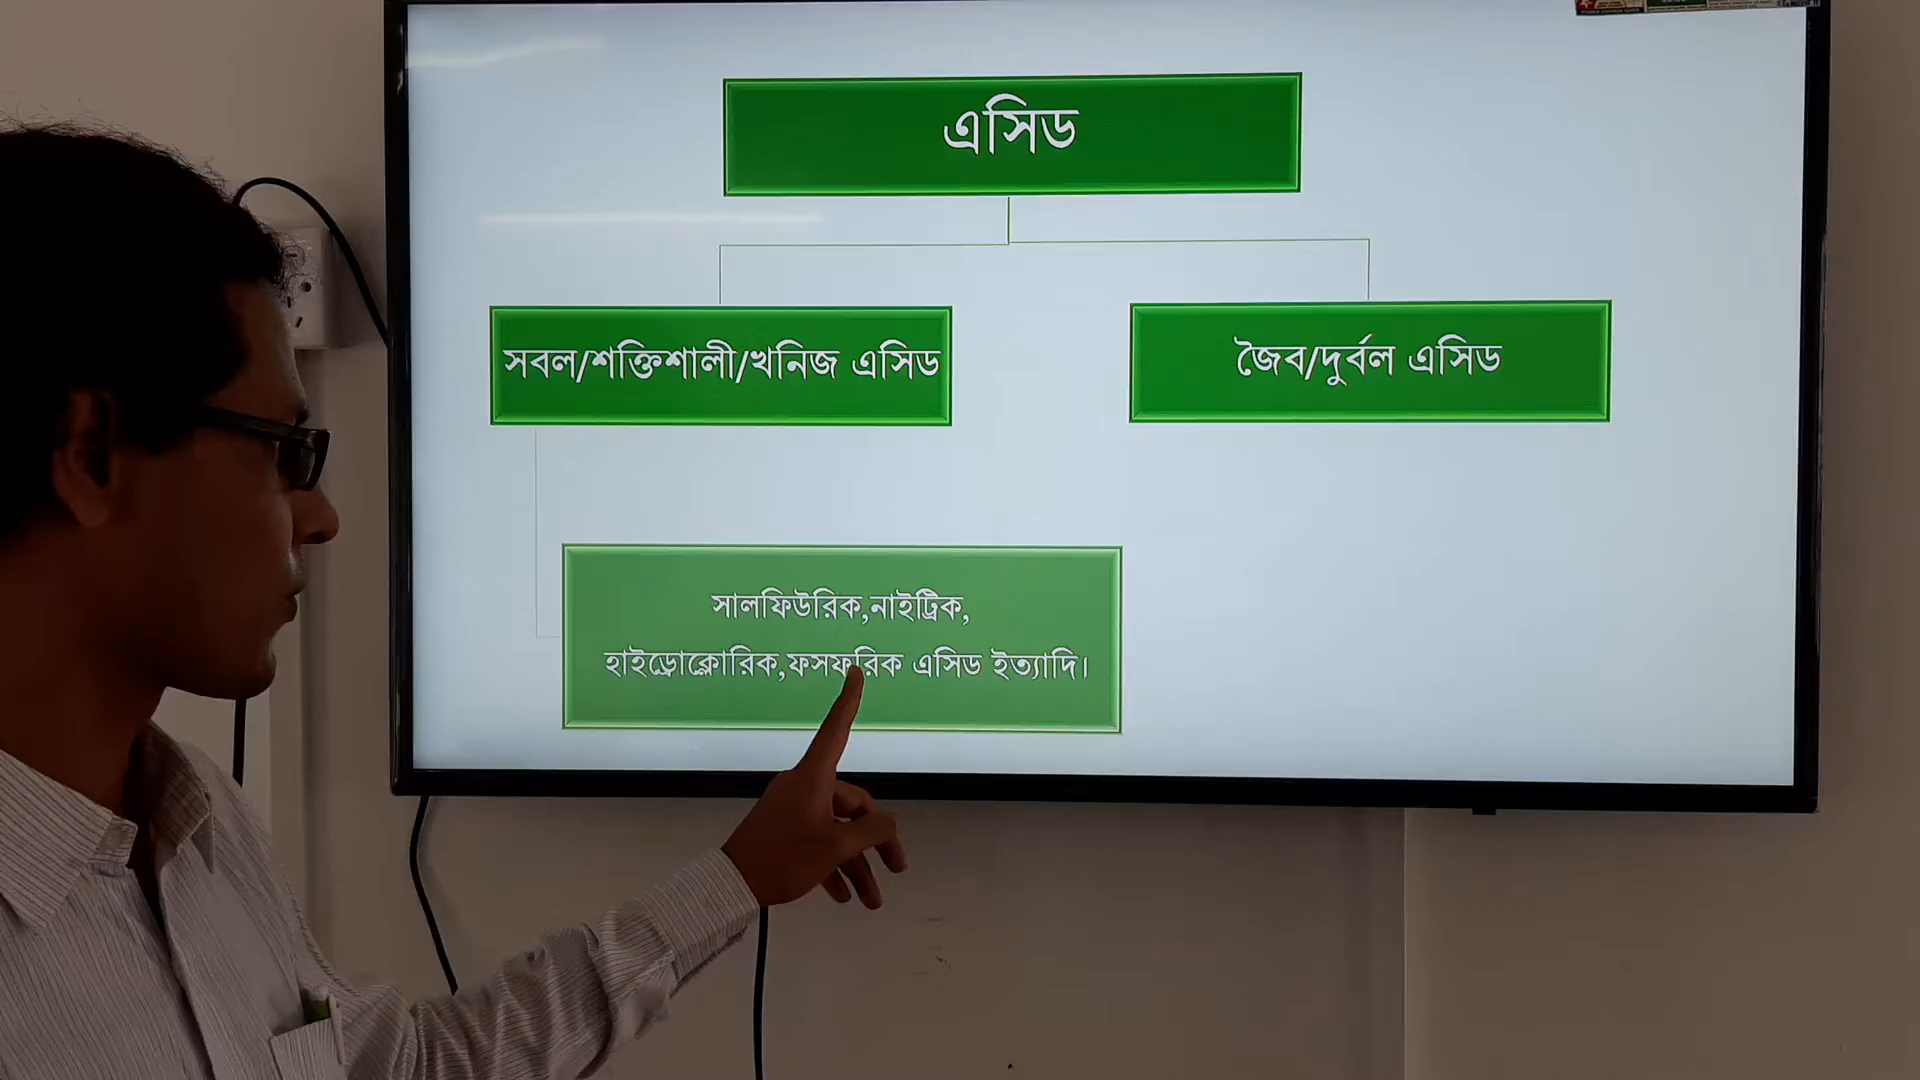 এসিড
সবল/শক্তিশালী/খনিজ এসিড
জৈব/দুর্বল এসিড
সালফিউরিক,নাইট্রিক,
হাইড্রোক্লোরিক,ফসফরিক এসিড ইত্যাদি।